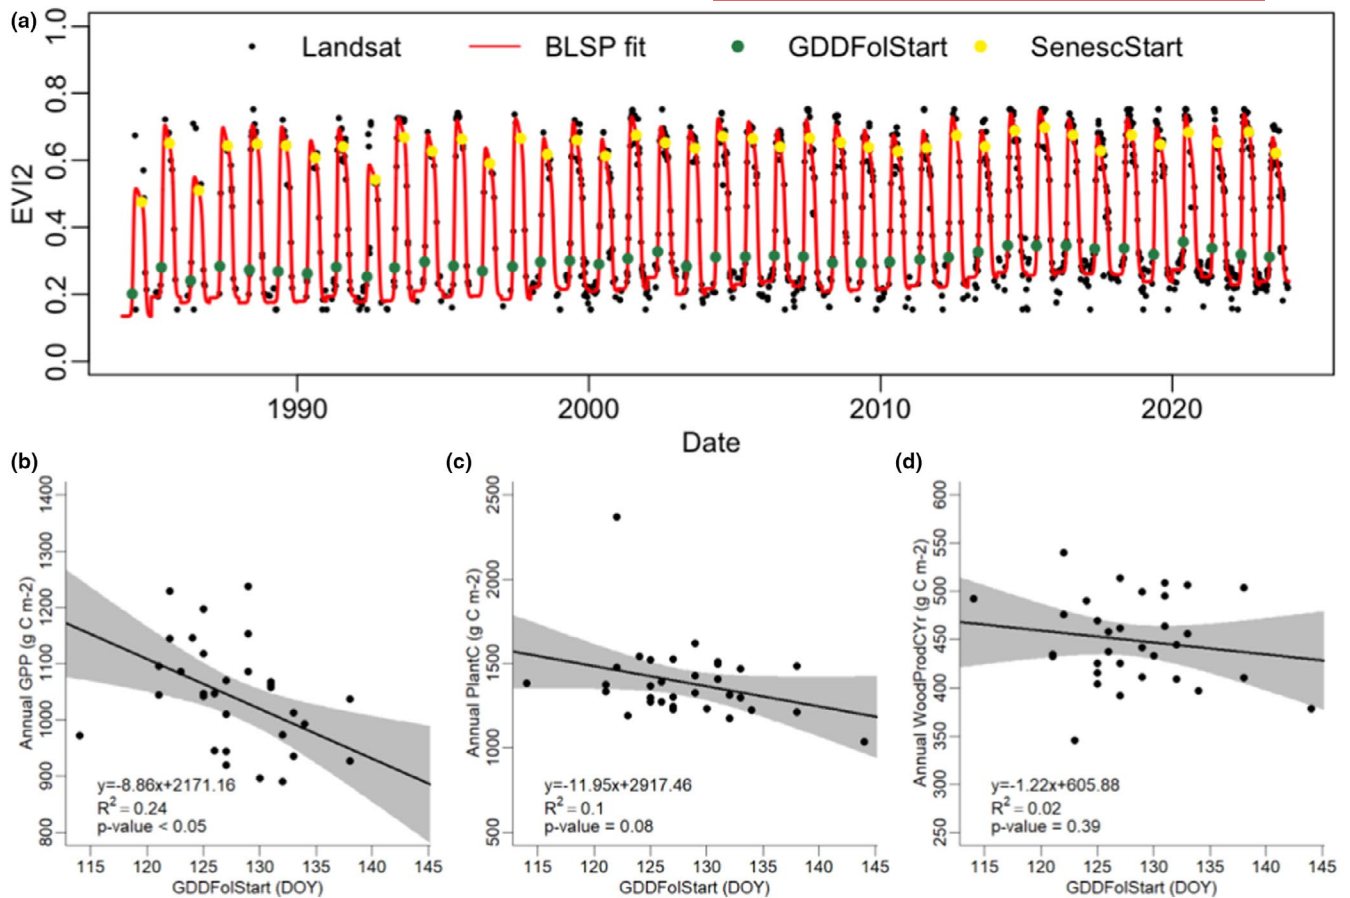 (a)
Landsat BLSP fit GDDFolStart SenescStart
EVI2
1.0
0.8
0.6
0.4
0.2
0.0
1990 2000 2010 2020
Date
(b)
Annual GPP (g C m-2)
1400
1300
1200
1100
1000
900
800
y=-8.86x+2171.16
R2 = 0.24
p-value < 0.05
115 120 125 130 135 140 145
GDDFolStart (DOY)
(c)
Annual PlantC (g C m-2)
2500
2000
1500
1000
500
y=-11.95x+2917.46
R2 = 0.1
p-value = 0.08
115 120 125 130 135 140 145
GDDFolStart (DOY)
(d)
Annual WoodProdCYr (g C m-2)
600
550
500
450
400
350
300
250
y=-1.22x+605.88
R2 = 0.02
p-value = 0.39
115 120 125 130 135 140 145
GDDFolStart (DOY)